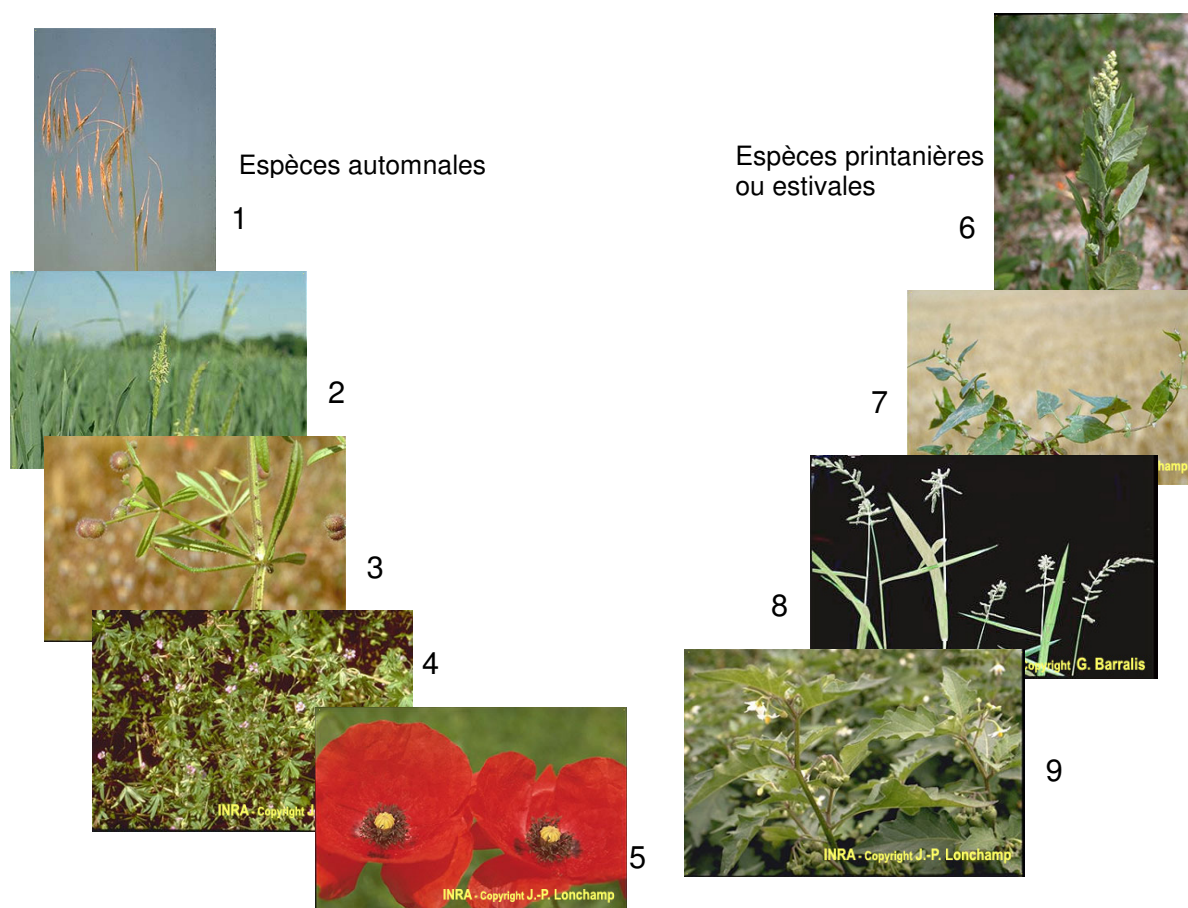 Espèces automnales
1
2
3
4
INRA - Copyright J
5
INRA - Copyright J.-P. Lonchamp
Espèces printanières
ou estivales
6
7
champ
8
Copyright G. Barralis
9
INRA - Copyright J.-P. Lonchamp